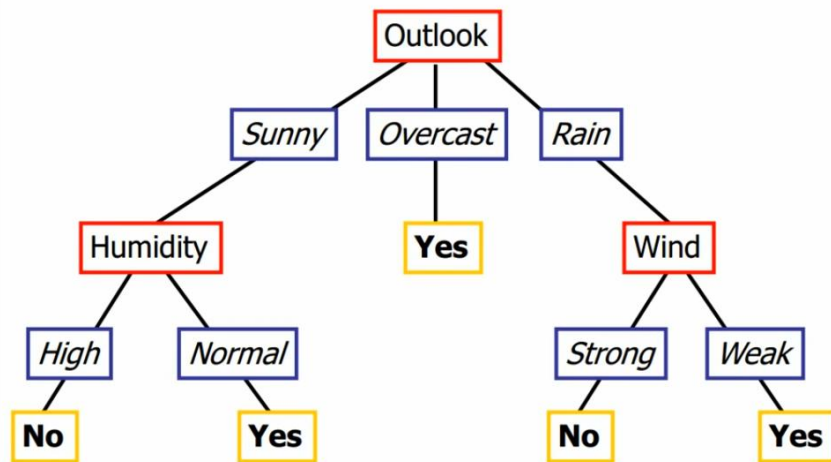 Outlook
Sunny Overcast Rain
Humidity Yes Wind
High Normal Strong Weak
No Yes No Yes